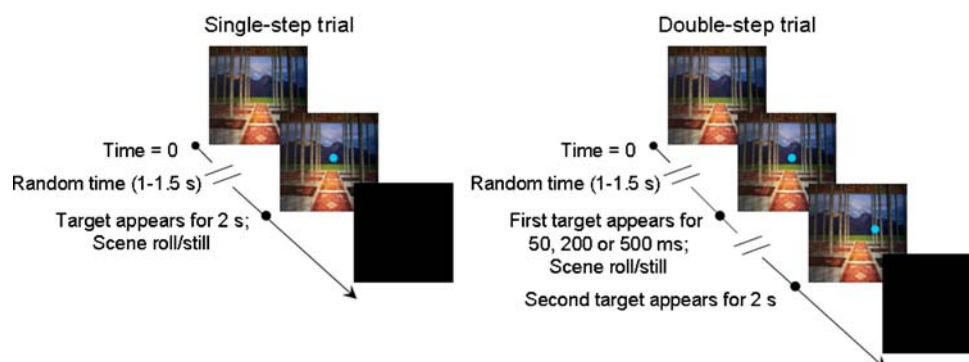 Single-step trial
Time = 0
Random time (1-1.5 s)
Target appears for 2 s;
Scene roll/still
Double-step trial
Time = 0
Random time (1-1.5 s)
First target appears for
50, 200 or 500 ms;
Scene roll/still
Second target appears for 2 s